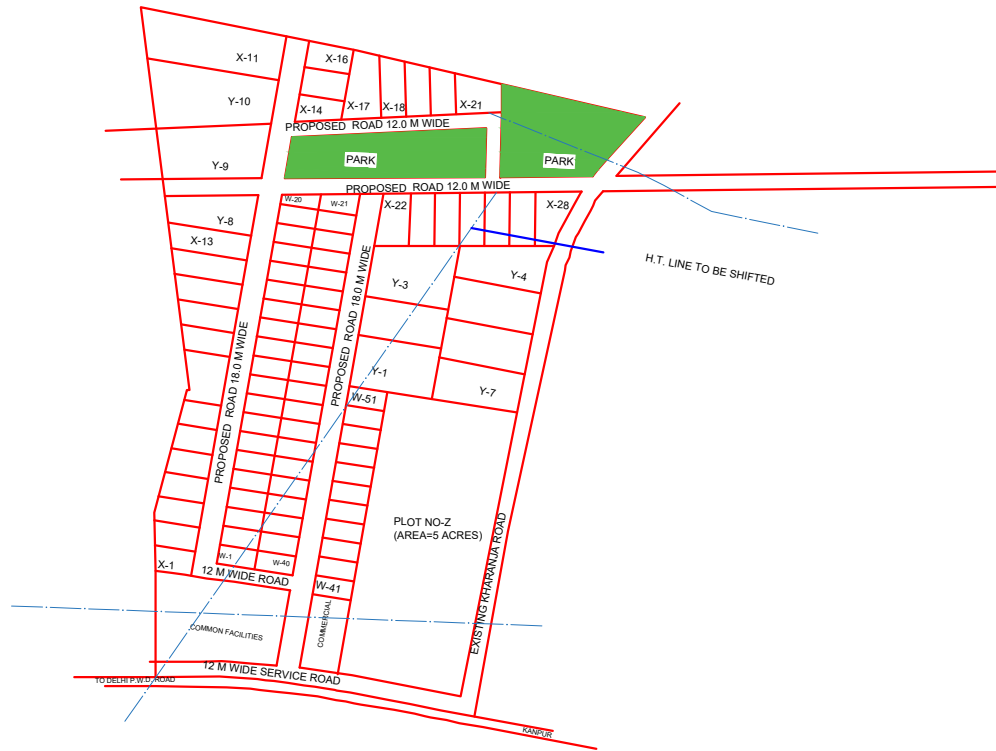 X-11
X-16
Y-10
X-14
X-17
X-18
X-21
PROPOSED ROAD 12.0 M WIDE
PARK
PARK
Y-9
PROPOSED ROAD 12.0 M WIDE
W-20
W-21
X-22
X-28
Y-8
X-13
H.T. LINE TO BE SHIFTED
Y-3
Y-4
PROPOSED ROAD 18.0 M WIDE
PROPOSED ROAD 18.0 M WIDE
Y-1
Y-7
W-51
PLOT NO-Z
(AREA=5 ACRES)
EXISTING KHARANJA ROAD
W-1
W-40
X-1
12 M WIDE ROAD
W-41
COMMERCIAL
COMMON FACILITIES
12 M WIDE SERVICE ROAD
TO DELHI P.W.D. ROAD
KANPUR